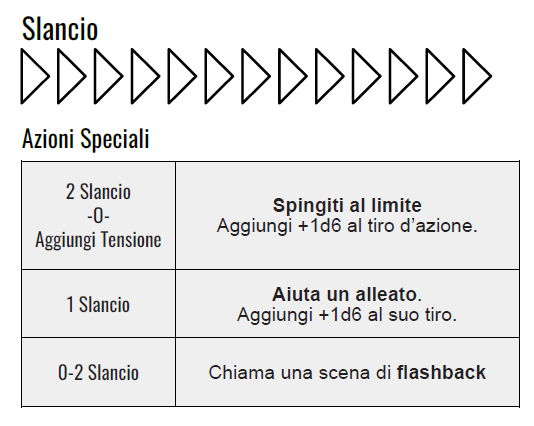 Slancio
Azioni Speciali
2 Slancio
-O-
Aggiungi Tensione
Spingiti al limite
Aggiungi +1d6 al tiro d'azione.
1 Slancio
Aiuta un alleato.
Aggiungi +1d6 al suo tiro.
0-2 Slancio
Chiama una scena di flashback